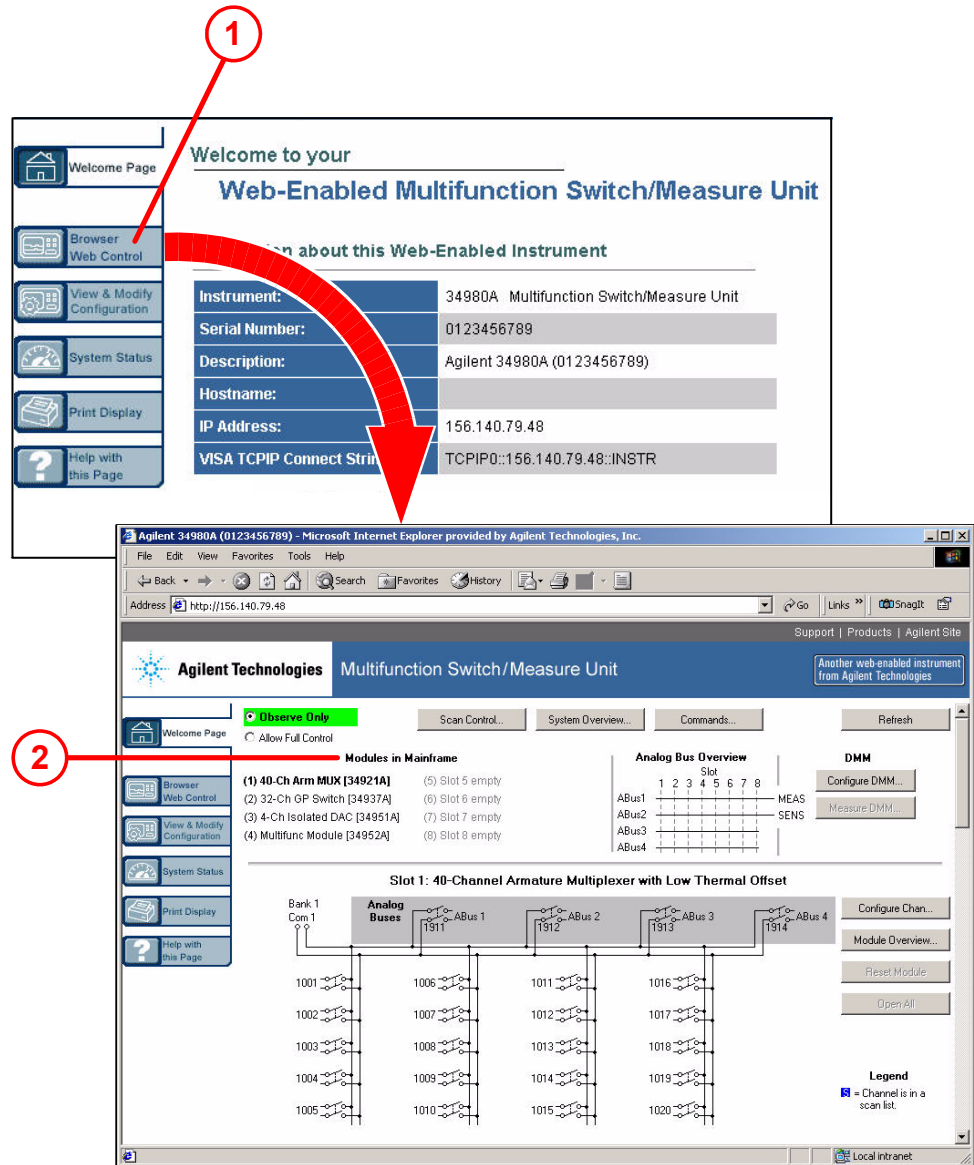 1
Welcome Page
Welcome to your
Web-Enabled Multifunction Switch/Measure Unit
Browser
Web Control
about this Web-Enabled Instrument
View & Modify
Configuration
Instrument: 34980A Multifunction Switch/Measure Unit
Serial Number: 0123456789
System Status
Description: Agilent 34980A (0123456789)
Hostname:
Print Display
IP Address: 156.140.79.48
Help with
this Page
VISA TCPIP Connect Strin TCPIP0::156.140.79.48::INSTR
Agilent 34980A (0123456789) - Microsoft Internet Explorer provided by Agilent Technologies, Inc.
File Edit View Favorites Tools Help
Back Search Favorites History
Address http://156.140.79.48 Go Links » SnagIt
Support | Products | Agilent Site
Agilent Technologies Multifunction Switch/Measure Unit
Another web-enabled instrument
from Agilent Technologies
2
Welcome Page
Browser
Web Control
View & Modify
Configuration
System Status
Print Display
Help with
this Page
Observe Only
Allow Full Control
Scan Control... System Overview... Commands... Refresh
Modules in Mainframe
(1) 40-Ch Arm MUX [34921A] (5) Slot 5 empty
(2) 32-Ch GP Switch [34937A] (6) Slot 6 empty
(3) 4-Ch Isolated DAC [34951A] (7) Slot 7 empty
(4) Multifunc Module [34952A] (8) Slot 8 empty
Analog Bus Overview
Slot
1 2 3 4 5 6 7 8
ABus1 MEAS
ABus2 SENS
ABus3
ABus4
DMM
Configure DMM...
Measure DMM...
Slot 1: 40-Channel Armature Multiplexer with Low Thermal Offset
Bank 1
Com 1
Analog
Buses
ABus 1 ABus 2 ABus 3 ABus 4
1911 1912 1913 1914
1001 1006 1011 1016
1002 1007 1012 1017
1003 1008 1013 1018
1004 1009 1014 1019
1005 1010 1015 1020
Configure Chan...
Module Overview...
Reset Module
Open All
Legend
S = Channel is in a
scan list.
Local intranet